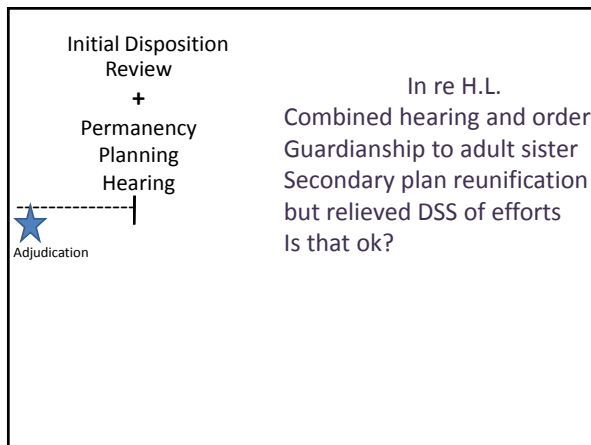 Initial Disposition
Review
+
Permanency
Planning
Hearing
Adjudication
In re H.L.
Combined hearing and order
Guardianship to adult sister
Secondary plan reunification
but relieved DSS of efforts
Is that ok?